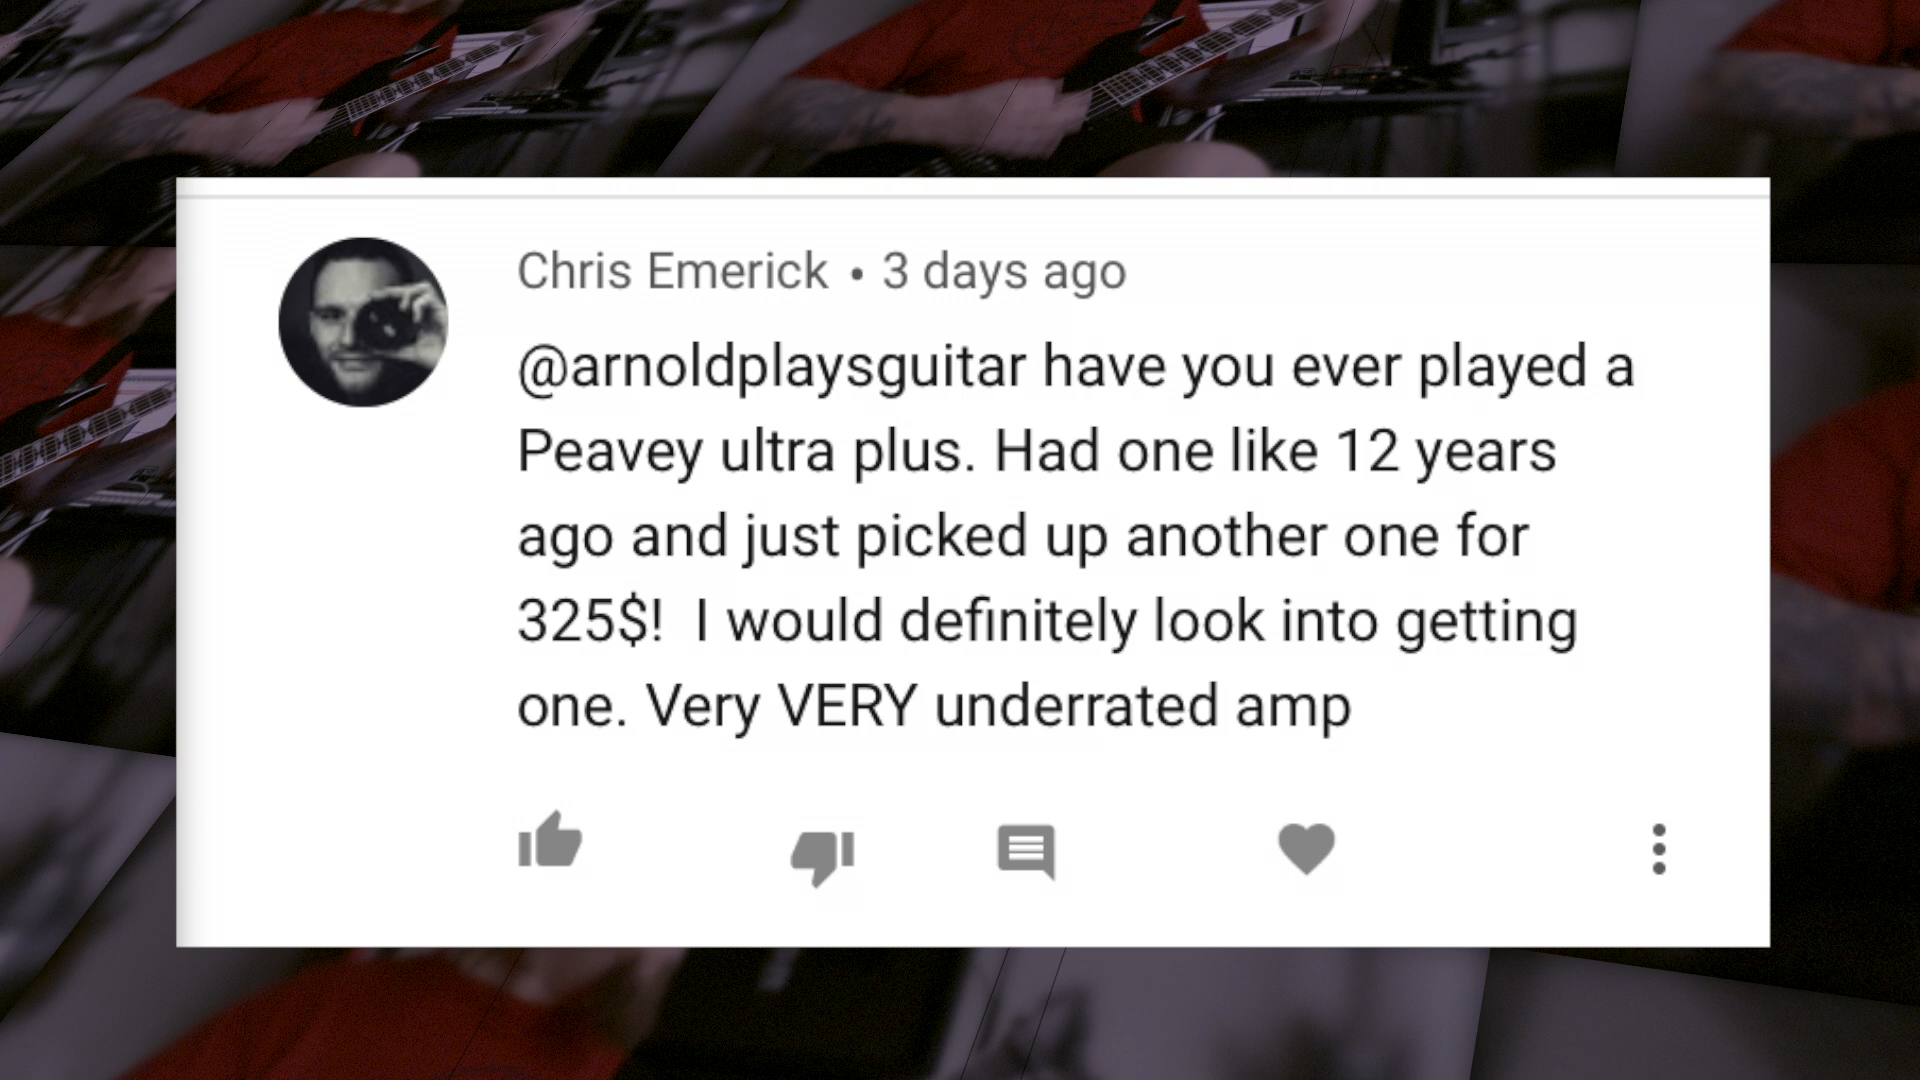 Chris Emerick • 3 days ago
@arnoldplaysguitar have you ever played a
Peavey ultra plus. Had one like 12 years
ago and just picked up another one for
325$!  I would definitely look into getting
one. Very VERY underrated amp